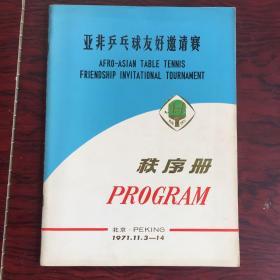 亚非乒乓球友好邀请赛
AFRO-ASIAN TABLE TENNIS
FRIENDSHIP INVITATIONAL TOURNAMENT
秩序册
PROGRAM
北京·PEKING
1971.11.3—14